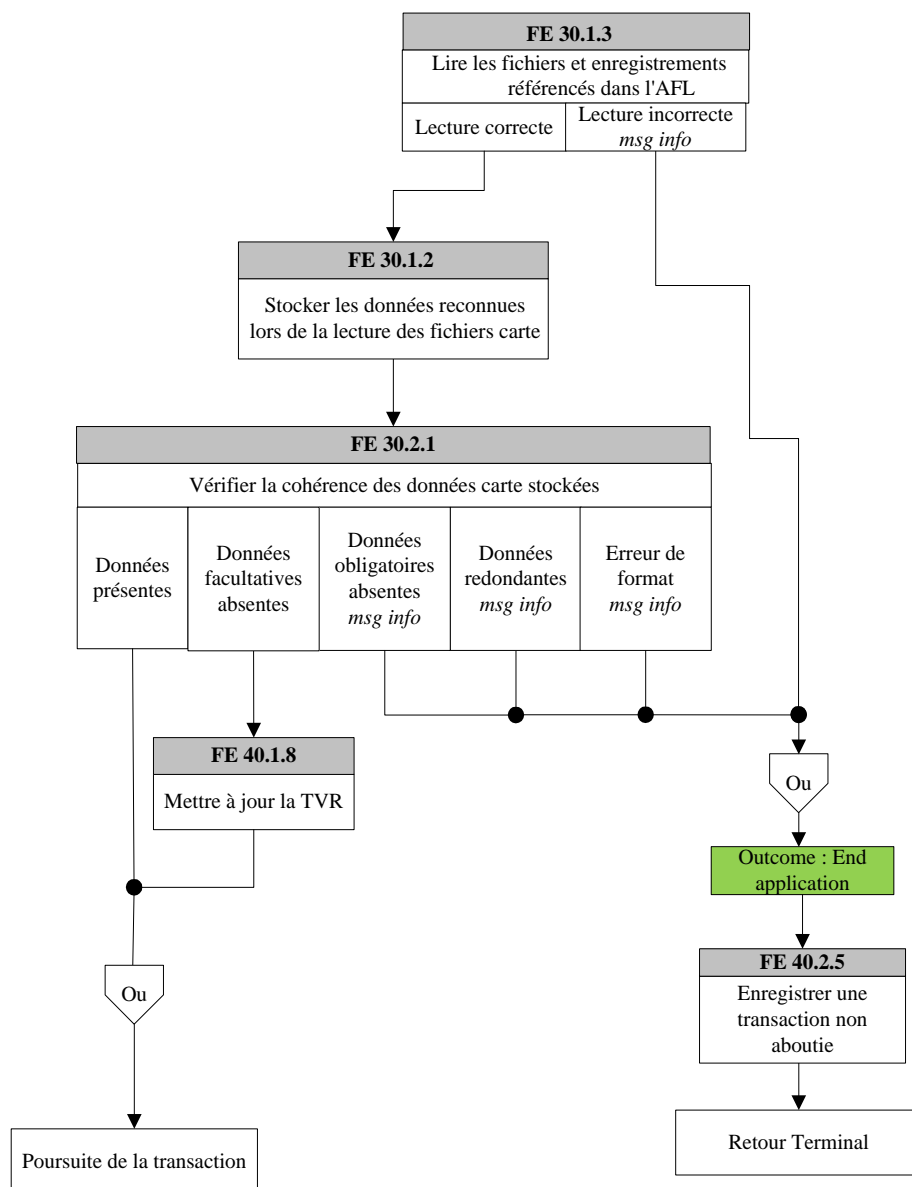 FE 30.1.3
Lire les fichiers et enregistrements
référencés dans l'AFL
Lecture correcte
Lecture incorrecte
msg info
FE 30.1.2
Stocker les données reconnues
lors de la lecture des fichiers carte
FE 30.2.1
Vérifier la cohérence des données carte stockées
Données
présentes
Données
facultatives
absentes
Données
obligatoires
absentes
msg info
Données
redondantes
msg info
Erreur de
format
msg info
FE 40.1.8
Mettre à jour la TVR
Ou
Outcome : End
application
FE 40.2.5
Enregistrer une
transaction non
aboutie
Ou
Retour Terminal
Poursuite de la transaction